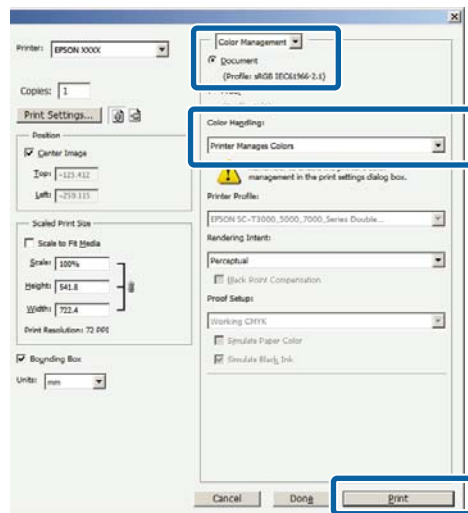 Printer: EPSON XXXX
Copies: 1
Print Settings...
Position
Center Image
Top: -125.412
Left: -259.115
Scaled Print Size
Scale to Fit Media
Scale: 100%
Height: 541.8
Width: 722.4
Print Resolution: 72 PPI
Bounding Box
Units: mm
Color Management
Document
(Profile: sRGB IEC61966-2.1)
Color Handling:
Printer Manages Colors
management in the print settings dialog box.
Printer Profile:
EPSON SC-T3000_5000_7000_Series Double...
Rendering Intent:
Perceptual
Black Point Compensation
Proof Setup:
Working CMYK
Simulate Paper Color
Simulate Black Ink
Cancel
Done
Print